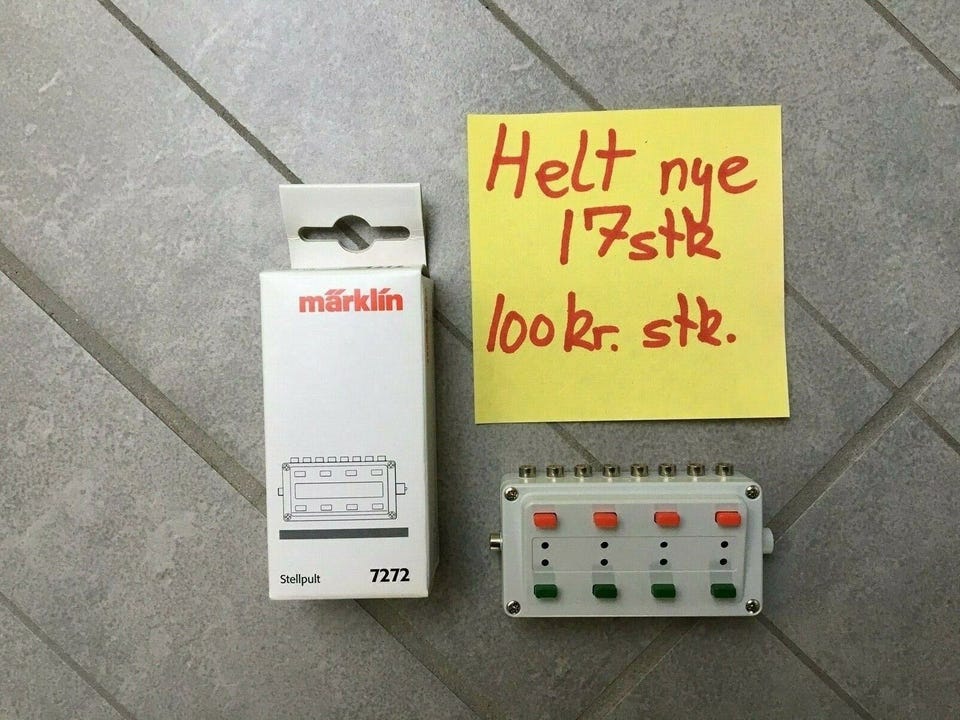 märklin
Stellpult 7272
Helt nye
17stk
100kr. stk.